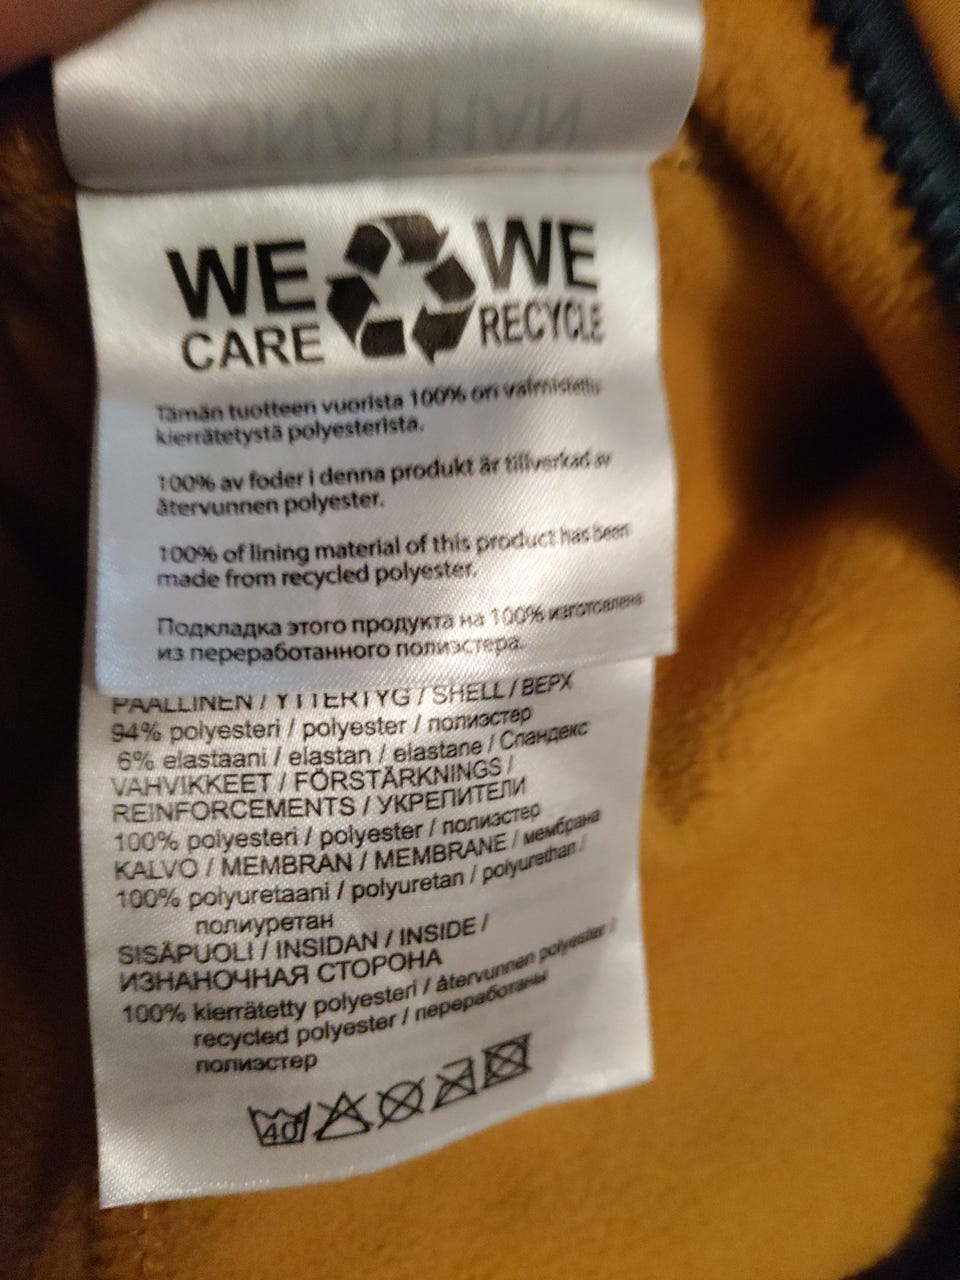 JONATHAN
WE WE
CARE RECYCLE
Tämän tuotteen vuorista 100% on valmistettu
kierrätetystä polyesterista.
100% av foder i denna produkt är tillverkad av
återvunnen polyester.
100% of lining material of this product has been
made from recycled polyester.
Подкладка этого продукта на 100% изготовлена
из переработанного полиэстера.
PÄÄLLINEN / YTTERTYG / SHELL / ВЕРХ
94% polyesteri / polyester / полиэстер
6% elastaani / elastan / elastane / Спандекс
VAHVIKKEET / FÖRSTÄRKNINGS /
REINFORCEMENTS / УКРЕПИТЕЛИ
100% polyesteri / polyester / полиэстер
KALVO / MEMBRAN / MEMBRANE / мембрана
100% polyuretaani / polyuretan / polyurethan /
полиуретан
SISÄPUOLI / INSIDAN / INSIDE /
ИЗНАНОЧНАЯ СТОРОНА
100% kierrätetty polyesteri / återvunnen polyester /
recycled polyester / переработаны
полиэстер
40